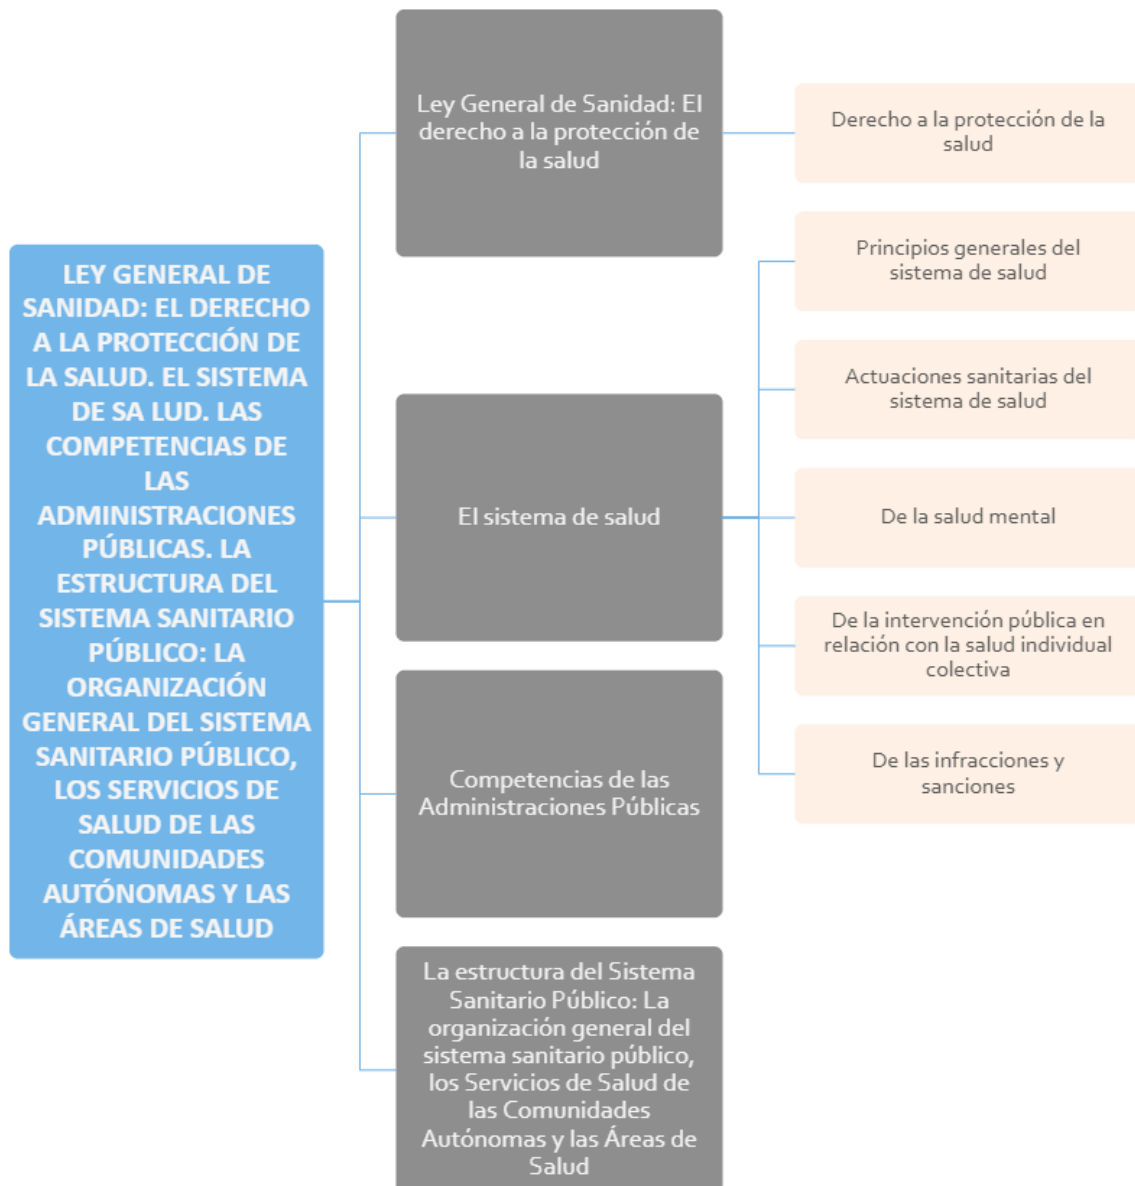 LEY GENERAL DE
SANIDAD: EL DERECHO
A LA PROTECCIÓN DE
LA SALUD. EL SISTEMA
DE SA LUD. LAS
COMPETENCIAS DE
LAS
ADMINISTRACIONES
PÚBLICAS. LA
ESTRUCTURA DEL
SISTEMA SANITARIO
PÚBLICO: LA
ORGANIZACIÓN
GENERAL DEL SISTEMA
SANITARIO PÚBLICO,
LOS SERVICIOS DE
SALUD DE LAS
COMUNIDADES
AUTÓNOMAS Y LAS
ÁREAS DE SALUD
Ley General de Sanidad: El
derecho a la protección de
la salud
Derecho a la protección de la
salud
El sistema de salud
Principios generales del
sistema de salud
Actuaciones sanitarias del
sistema de salud
De la salud mental
De la intervención pública en
relación con la salud individual
colectiva
De las infracciones y
sanciones
Competencias de las
Administraciones Públicas
La estructura del Sistema
Sanitario Público: La
organización general del
sistema sanitario público,
los Servicios de Salud de
las Comunidades
Autónomas y las Áreas de
Salud